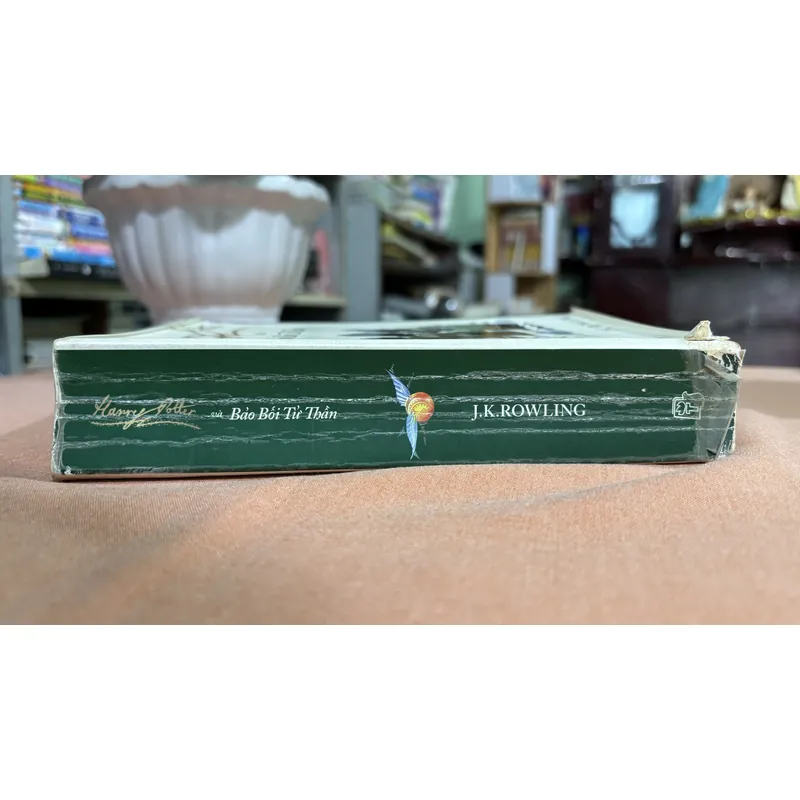 Harry Potter và Bảo Bối Tử Thần J.K.ROWLING